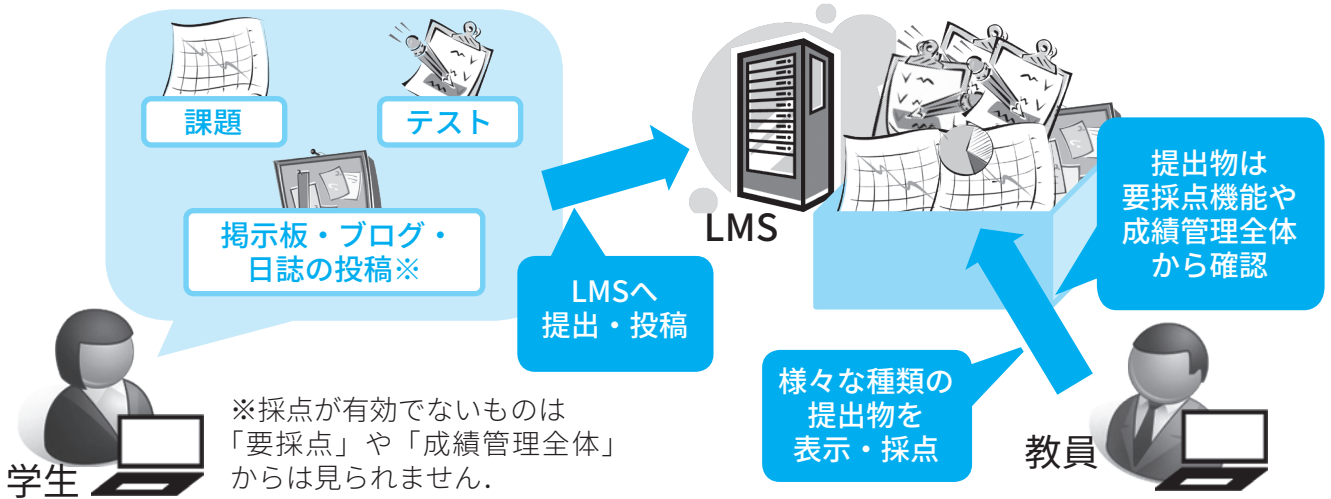 課題
テスト
掲示板・ブログ・
日誌の投稿※
LMSへ
提出・投稿
LMS
提出物は
要採点機能や
成績管理全体
から確認
様々な種類の
提出物を
表示・採点
学生
※採点が有効でないものは
「要採点」や「成績管理全体」
からは見られません．
教員